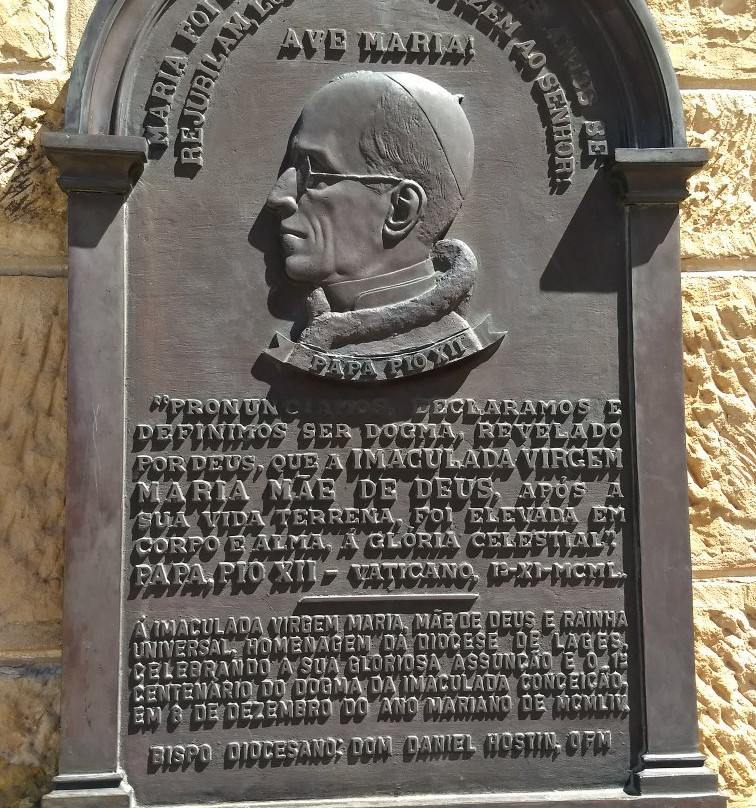 MARIA FOI
AO SENHOR!
REJUBILAM
SE
AVE MARIA!
PAPA PIO XII
"PRONUNCIAMOS, DECLARAMOS E
DEFINIMOS SER DOGMA, REVELADO
POR DEUS, QUE A IMACULADA VIRGEM
MARIA MÃE DE DEUS, APÓS A
SUA VIDA TERRENA, FOI ELEVADA EM
CORPO E ALMA, Á GLÓRIA CELESTIAL"
PAPA, PIO XII - VATICANO, 1º-XI-MCML.
Á IMACULADA VIRGEM MARIA, MÃE DE DEUS E RAINHA
UNIVERSAL, HOMENAGEM DA DIOCESE DE LAGES,
CELEBRANDO A SUA GLORIOSA ASSUNÇÃO E O 1º
CENTENÁRIO DO DOGMA DA IMACULADA CONCEIÇÃO,
EM 8 DE DEZEMBRO DO ANO MARIANO DE MCMLIV.
BISPO DIOCESANO: DOM DANIEL HOSTIN, OFM